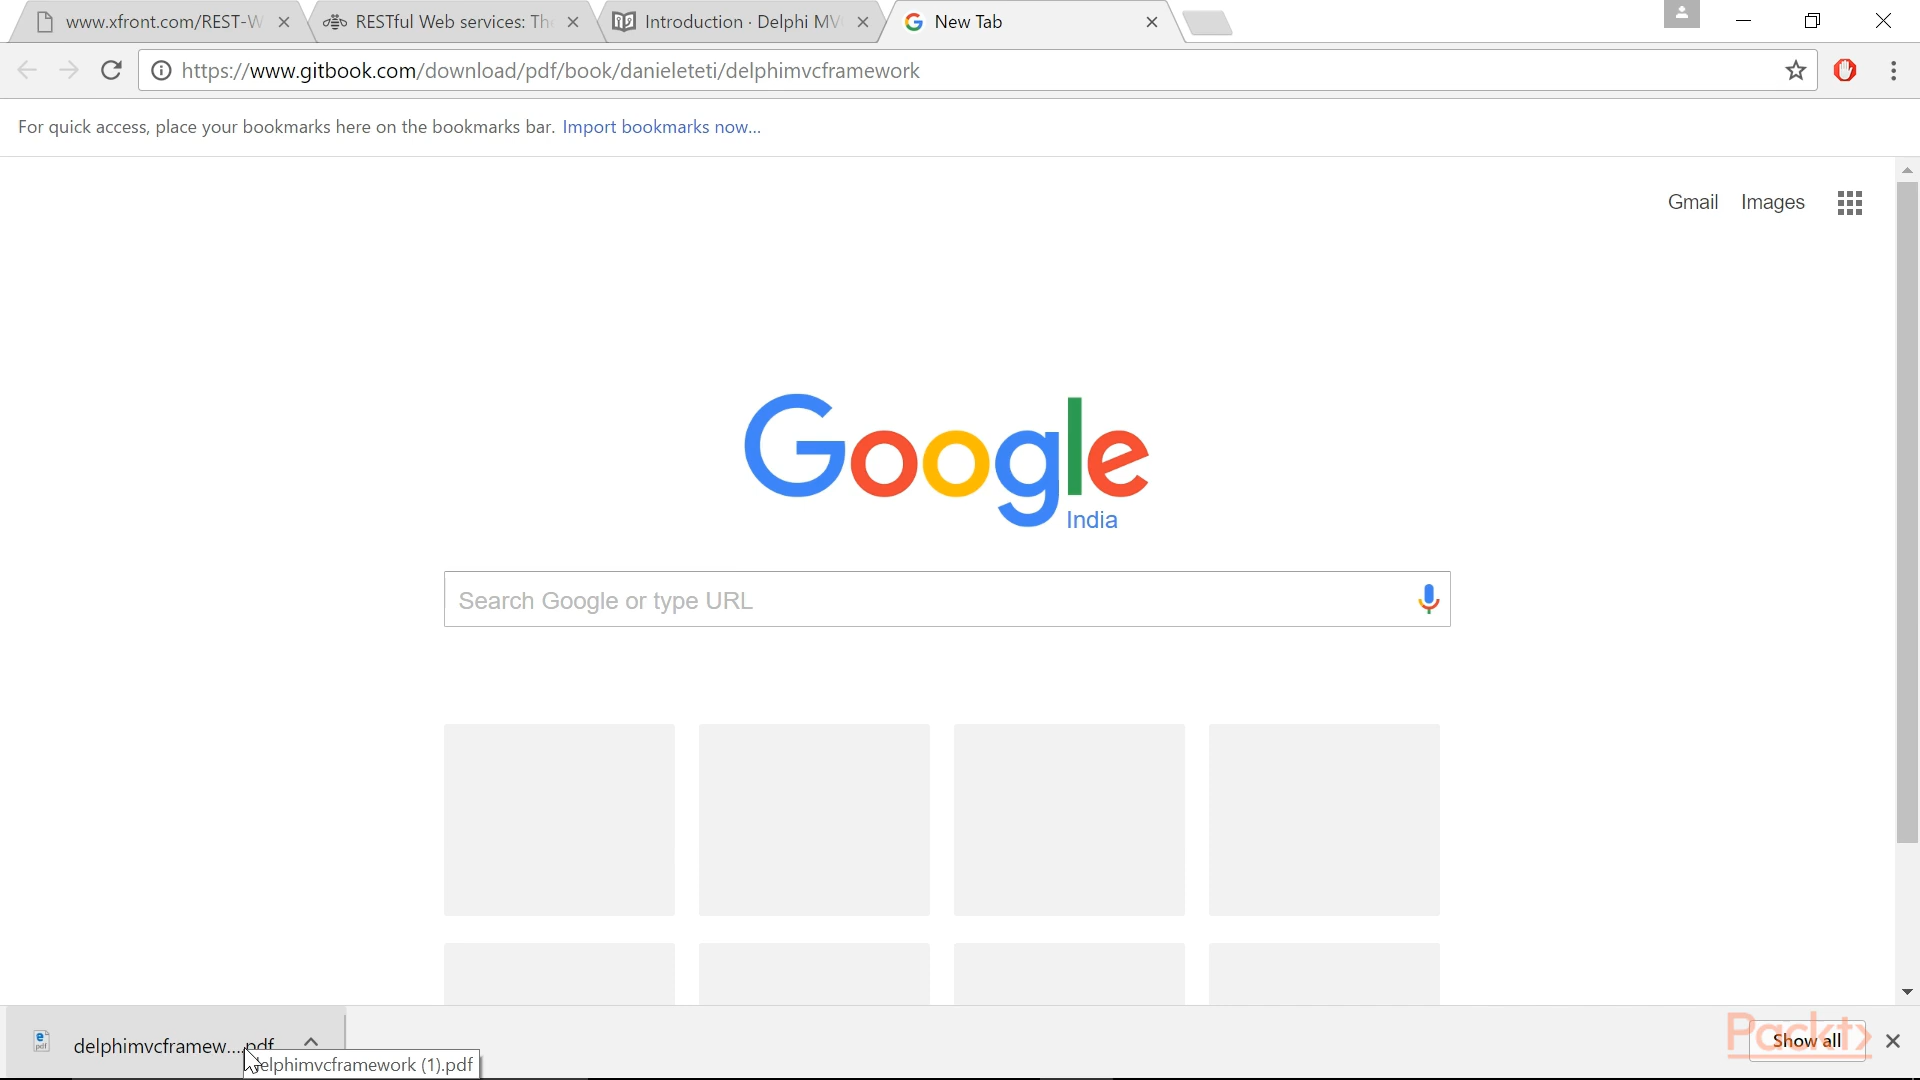 www.xfront.com/REST-W
RESTful Web services: The
Introduction · Delphi MV
New Tab
https://www.gitbook.com/download/pdf/book/danieleteti/delphimvcframework
For quick access, place your bookmarks here on the bookmarks bar. Import bookmarks now...
Gmail Images
Google
India
Search Google or type URL
delphimvcframew....pdf
elphimvcframework (1).pdf
Packt
Show all